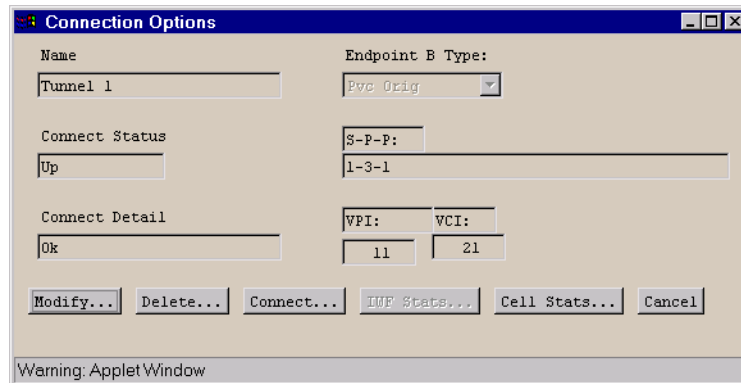 Connection Options
Name Endpoint B Type:
Tunnel 1 Pvc Orig
Connect Status S-P-P:
Up 1-3-1
Connect Detail VPI: VCI:
Ok 11 21
Modify... Delete... Connect... IWF Stats... Cell Stats... Cancel
Warning: Applet Window